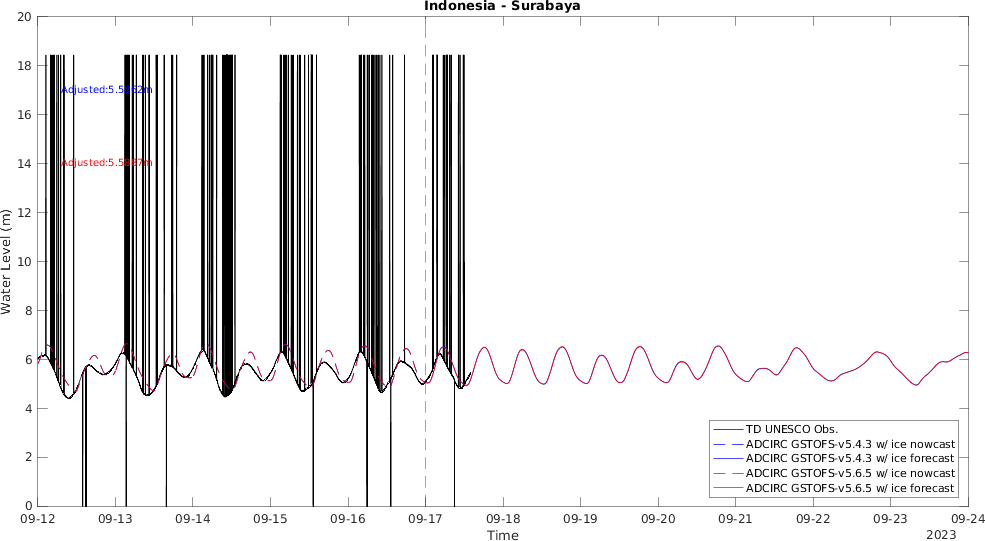 Indonesia - Surabaya
20
18
16
14
12
10
8
6
4
2
0
Water Level (m)
Adjusted:
Adjusted:
09-12 09-13 09-14 09-15 09-16 09-17 09-18 09-19 09-20 09-21 09-22 09-23 09-24
Time
2023
TD UNESCO Obs.
ADCIRC GSTOFS-v5.4.3 w/ ice nowcast
ADCIRC GSTOFS-v5.4.3 w/ ice forecast
ADCIRC GSTOFS-v5.6.5 w/ ice nowcast
ADCIRC GSTOFS-v5.6.5 w/ ice forecast